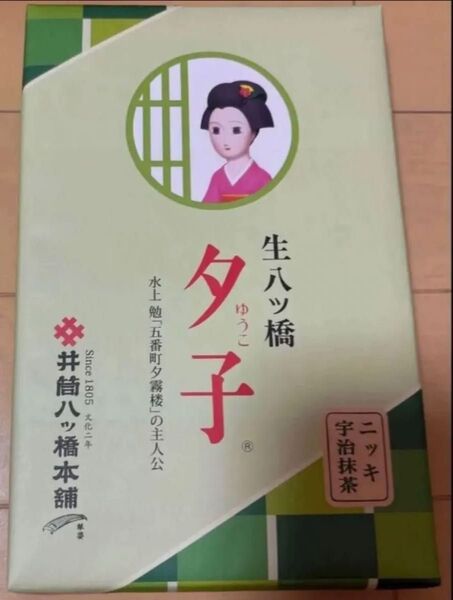 生八ッ橋
夕子®
ゆうこ
水上 勉「五番町夕霧楼」の主人公
ニッキ
宇治抹茶
Since 1805 文化二年
井筒八ッ橋本舗
琴姿